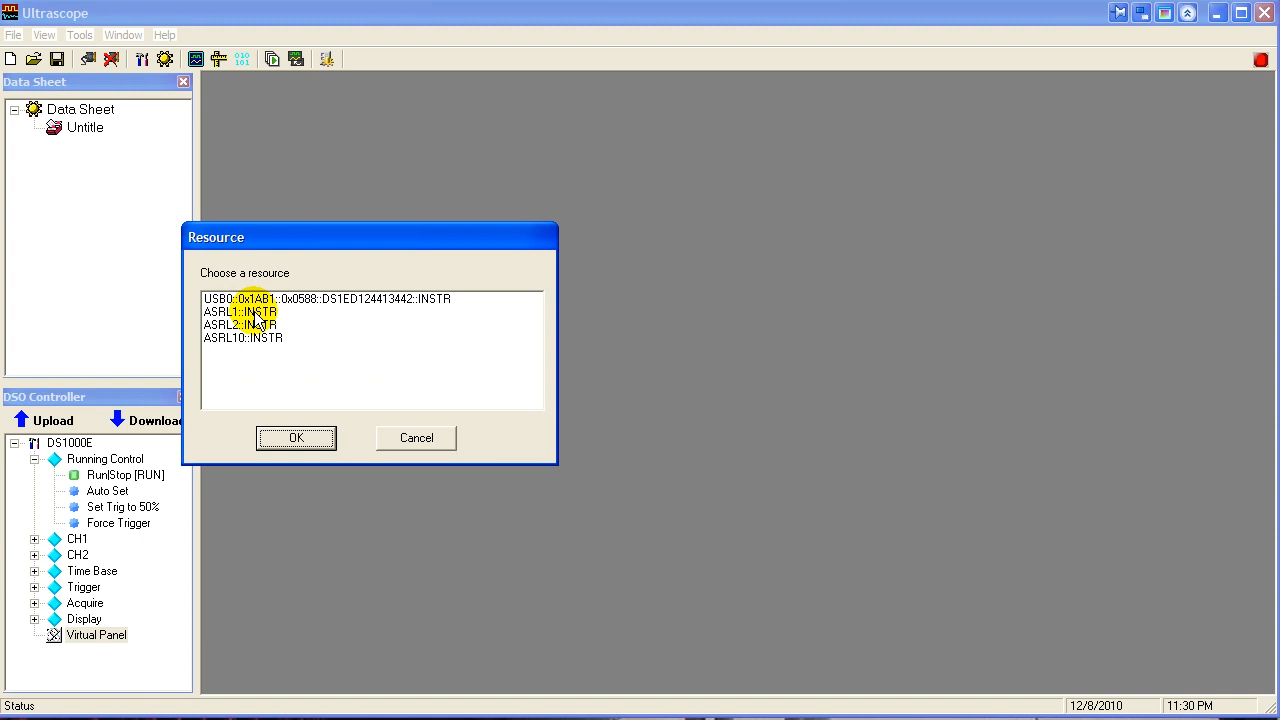 Ultrascope
File View Tools Window Help
010
101
Data Sheet
Data Sheet
Untitle
Resource
Choose a resource
USB0::0x1AB1::0x0588::DS1ED124413442::INSTR
ASRL1::INSTR
ASRL2::INSTR
ASRL10::INSTR
OK Cancel
DSO Controller
Upload Download
DS1000E
Running Control
Run|Stop [RUN]
Auto Set
Set Trig to 50%
Force Trigger
CH1
CH2
Time Base
Trigger
Acquire
Display
Virtual Panel
Status 12/8/2010 11:30 PM